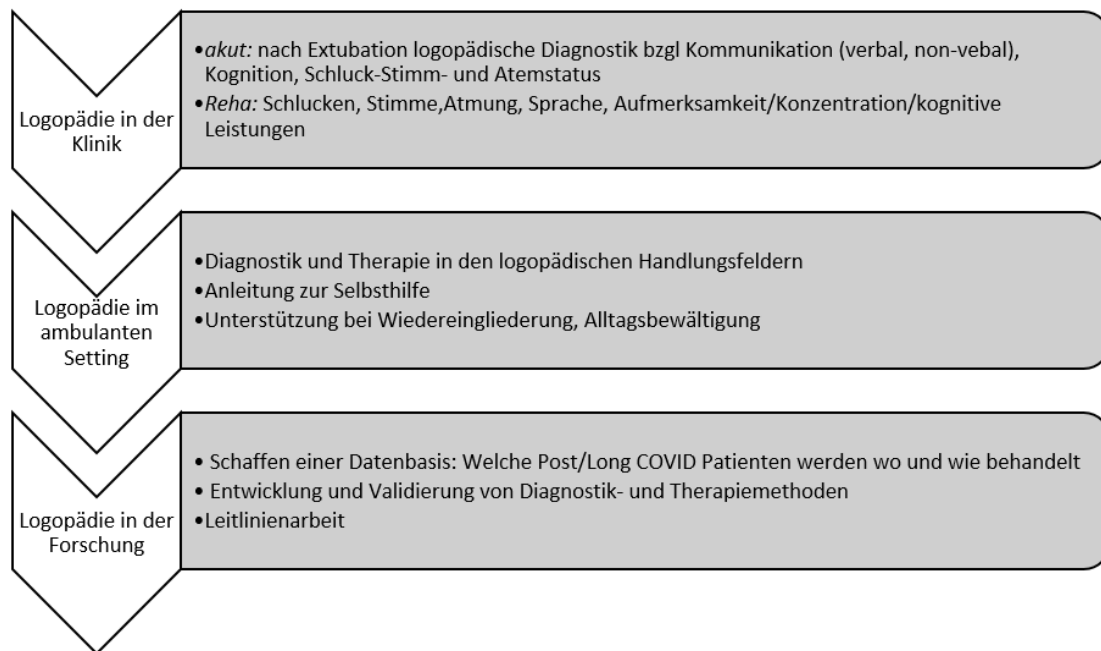 Logopädie in der
Klinik
•akut: nach Extubation logopädische Diagnostik bzgl Kommunikation (verbal, non-vebal),
Kognition, Schluck-Stimm- und Atemstatus
•Reha: Schlucken, Stimme,Atmung, Sprache, Aufmerksamkeit/Konzentration/kognitive
Leistungen
Logopädie im
ambulanten
Setting
•Diagnostik und Therapie in den logopädischen Handlungsfeldern
•Anleitung zur Selbsthilfe
•Unterstützung bei Wiedereingliederung, Alltagsbewältigung
Logopädie in der
Forschung
• Schaffen einer Datenbasis: Welche Post/Long COVID Patienten werden wo und wie behandelt
• Entwicklung und Validierung von Diagnostik- und Therapiemethoden
•Leitlinienarbeit